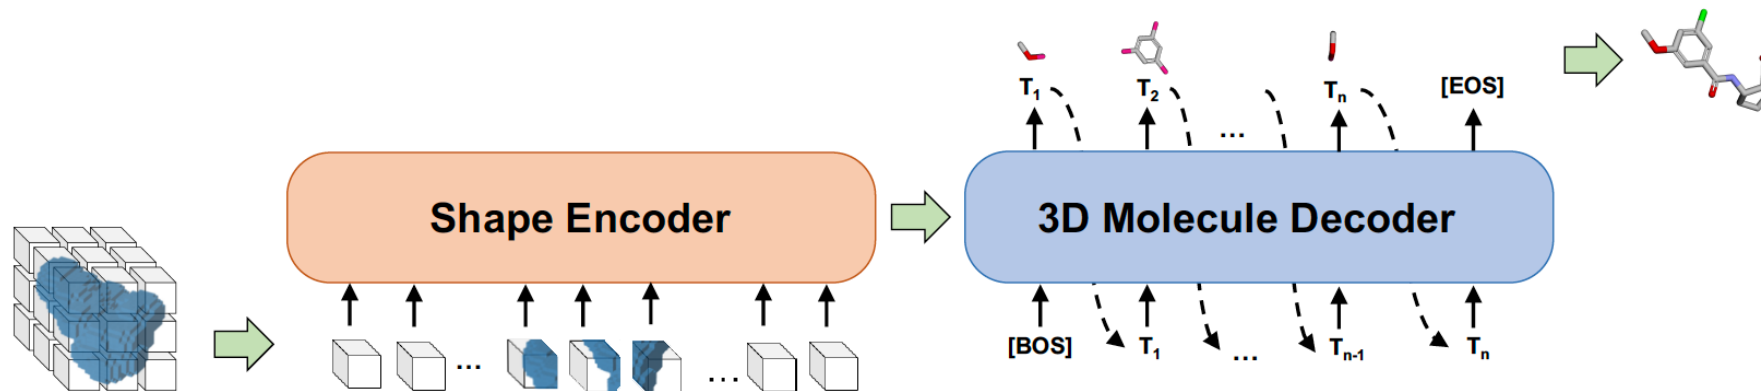 T1 T2 Tn [EOS]
...
Shape Encoder
3D Molecule Decoder
... ...
[BOS] T1 ... Tn-1 Tn